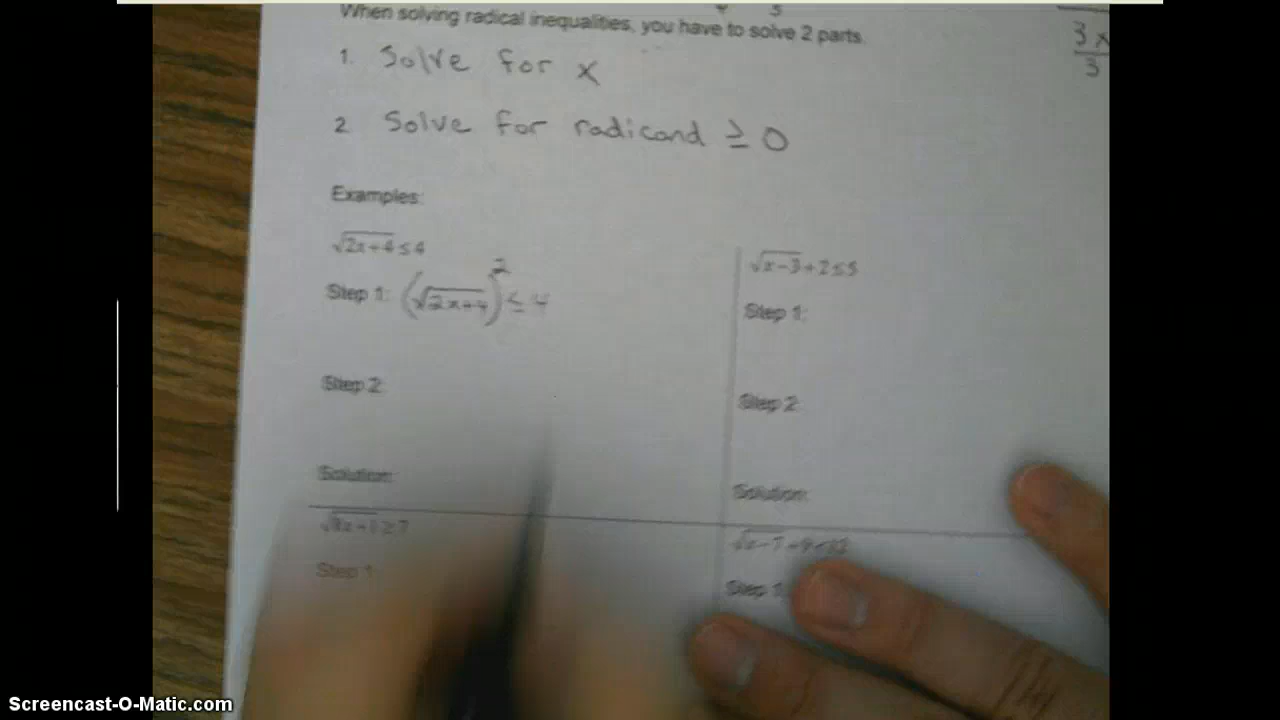 When solving radical inequalities, you have to solve 2 parts.
1. Solve for x
2 Solve for radicand ≥ 0
Examples:
√2x+4 ≤ 4
Step 1: (√2x+4)² ≤ 4
Step 2:
Solution:
√x-3 + 2 ≤ 5
Step 1:
Step 2:
Solution:
Step 1:
Step 1:
3x
3
Screencast-O-Matic.com